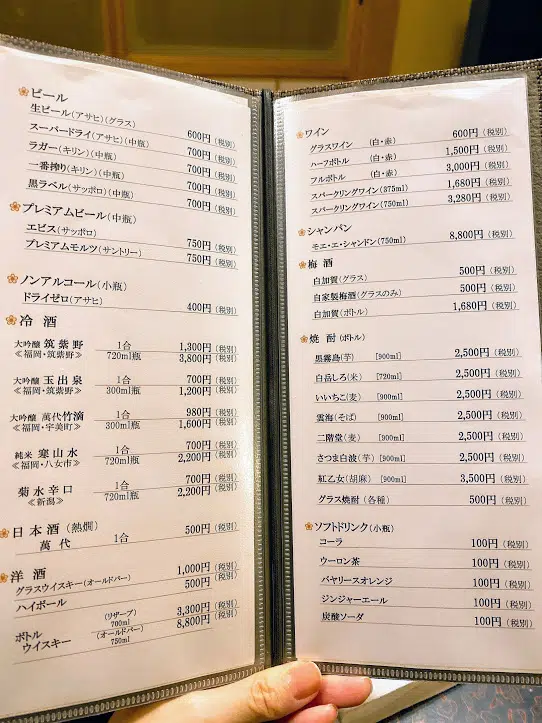 ビール
生ビール(アサヒ)(グラス) 600円(税別)
スーパードライ(アサヒ)(中瓶) 700円(税別)
ラガー(キリン)(中瓶) 700円(税別)
一番搾り(キリン)(中瓶) 700円(税別)
黒ラベル(サッポロ)(中瓶) 700円(税別)
プレミアムビール(中瓶)
エビス(サッポロ) 750円(税別)
プレミアムモルツ(サントリー) 750円(税別)
ノンアルコール(小瓶)
ドライゼロ(アサヒ) 400円(税別)
冷酒
大吟醸 筑紫野 1合 1,300円(税別)
≪福岡・筑紫野≫ 720ml瓶 3,800円(税別)
大吟醸 玉出泉 1合 700円(税別)
≪福岡・筑紫野≫ 300ml瓶 1,200円(税別)
大吟醸 萬代竹滴 1合 980円(税別)
≪福岡・宇美町≫ 300ml瓶 1,600円(税別)
純米 寒山水 1合 700円(税別)
≪福岡・八女市≫ 720ml瓶 2,200円(税別)
菊水辛口 1合 700円(税別)
≪新潟≫ 720ml瓶 2,200円(税別)
日本酒(熱燗)
萬代 1合 500円(税別)
洋酒
グラスウイスキー(オールドパー) 1,000円(税別)
ハイボール 500円(税別)
ボトルウイスキー (リザーブ) 700ml 3,300円(税別)
(オールドパー) 750ml 8,800円(税別)
ワイン
グラスワイン (白・赤) 600円(税別)
ハーフボトル (白・赤) 1,500円(税別)
フルボトル (白・赤) 3,000円(税別)
スパークリングワイン(375ml) 1,680円(税別)
スパークリングワイン(750ml) 3,280円(税別)
シャンパン
モエ・エ・シャンドン(750ml) 8,800円(税別)
梅酒
白加賀(グラス) 500円(税別)
自家製梅酒(グラスのみ) 500円(税別)
白加賀(ボトル) 1,680円(税別)
焼酎(ボトル)
黒霧島(芋) [900ml] 2,500円(税別)
白岳しろ(米) [720ml] 2,500円(税別)
いいちこ(麦) [900ml] 2,500円(税別)
雲海(そば) [900ml] 2,500円(税別)
二階堂(麦) [900ml] 2,500円(税別)
さつま白波(芋) [900ml] 2,500円(税別)
紅乙女(胡麻) [900ml] 3,500円(税別)
グラス焼酎(各種) 500円(税別)
ソフトドリンク(小瓶)
コーラ 100円(税別)
ウーロン茶 100円(税別)
バヤリースオレンジ 100円(税別)
ジンジャーエール 100円(税別)
炭酸ソーダ 100円(税別)